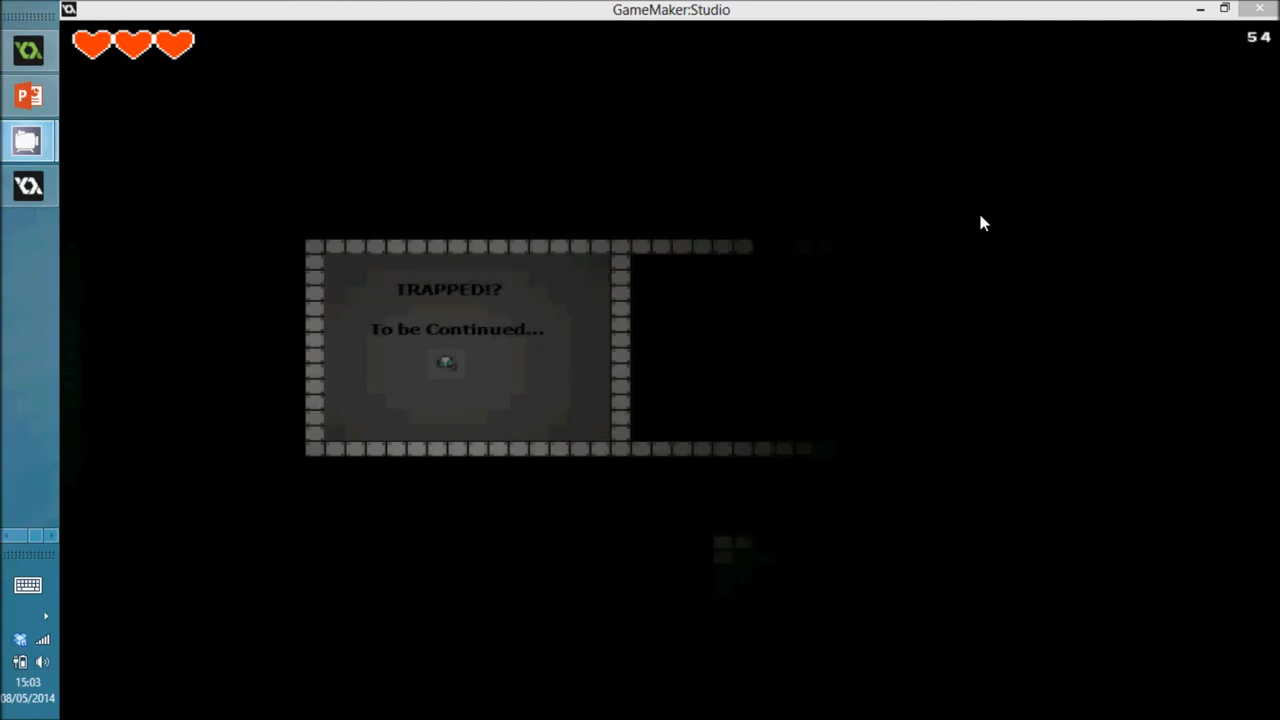 GameMaker:Studio
54
TRAPPED!?
To be Continued...
P
15:03
08/05/2014